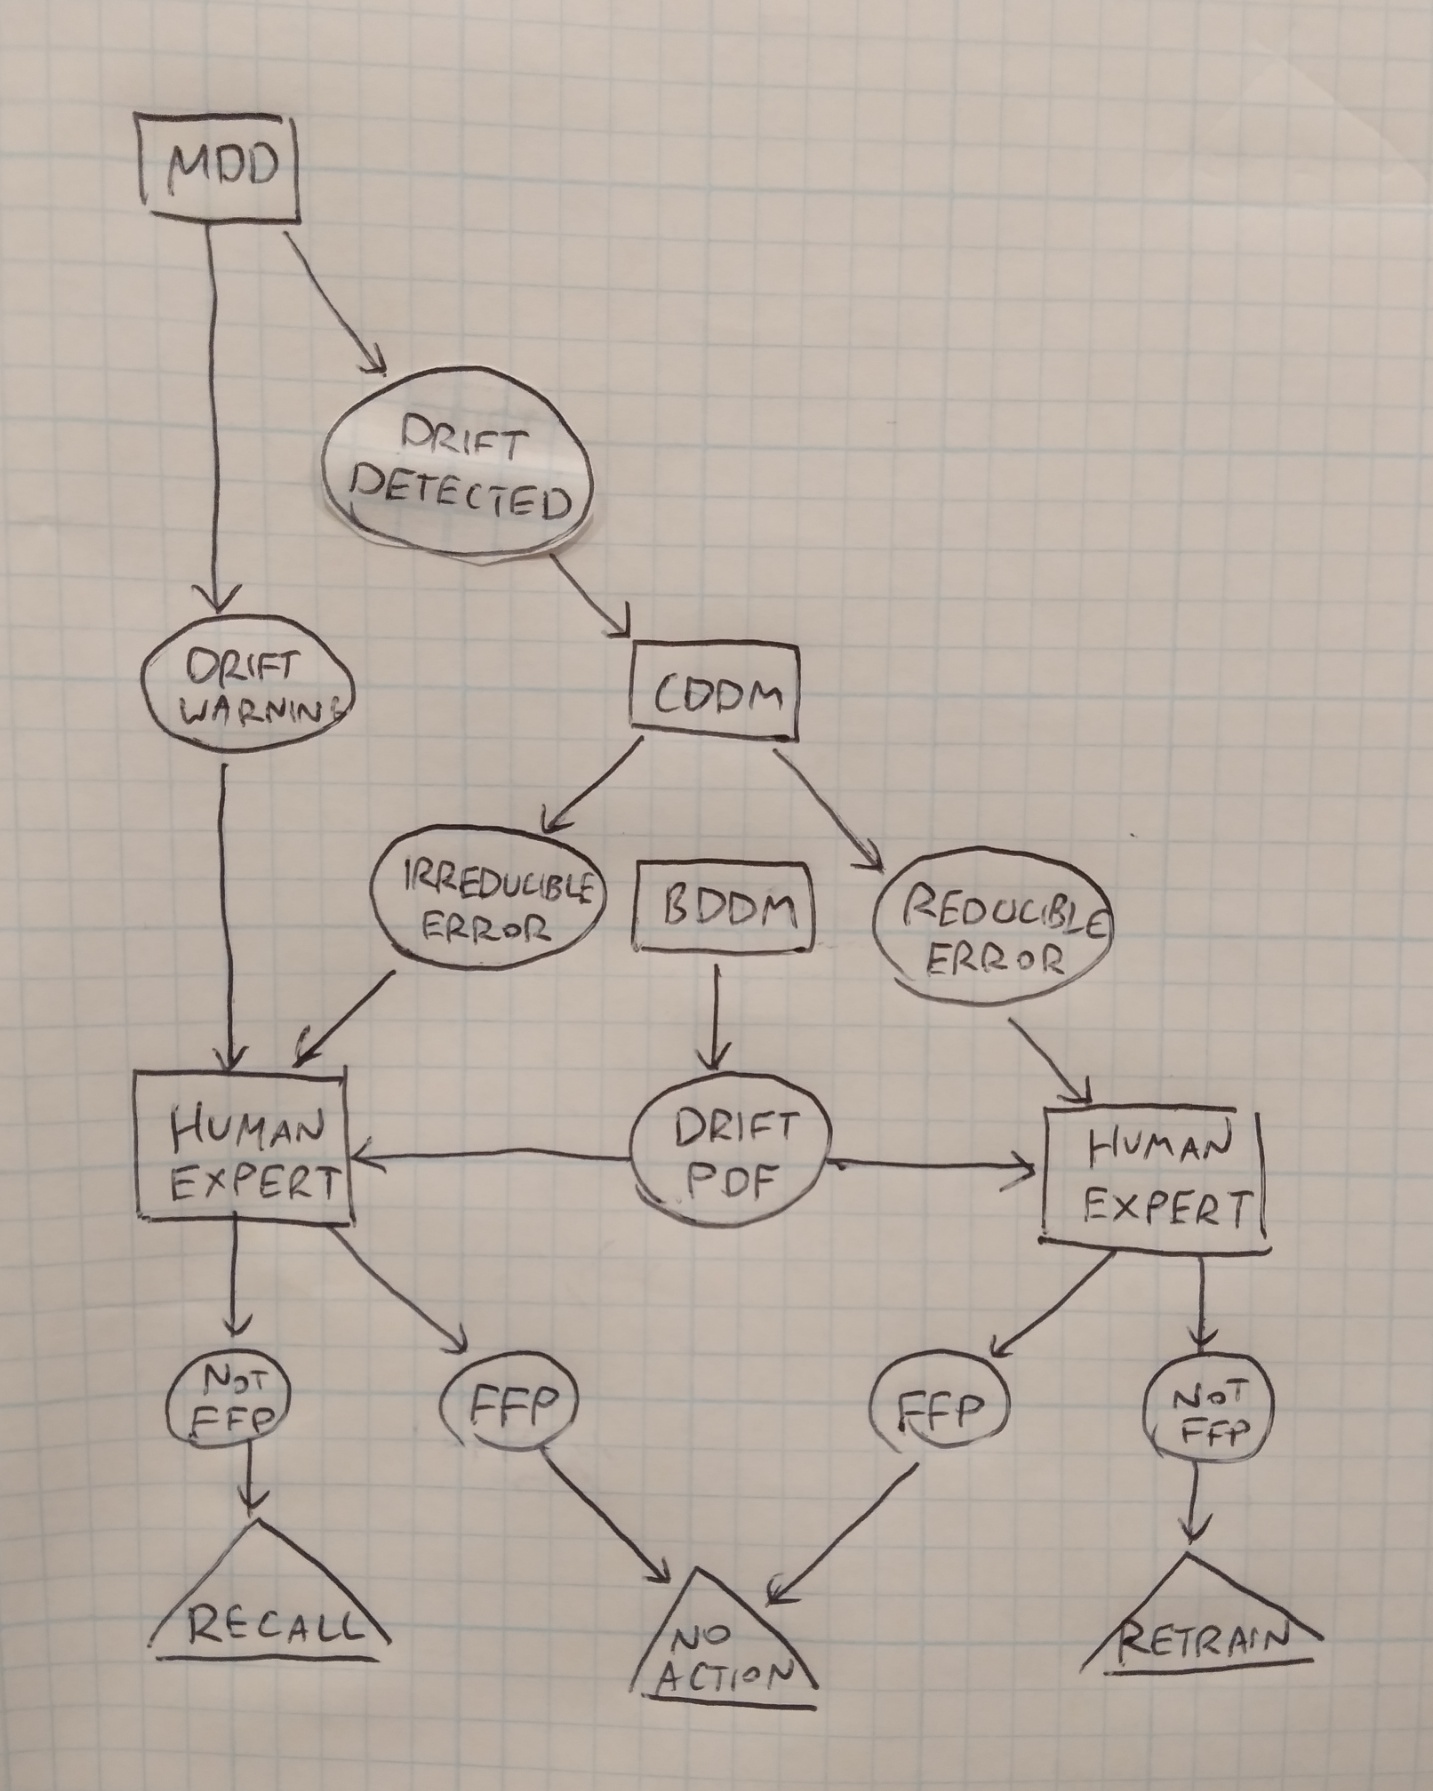 MDD
DRIFT
DETECTED
DRIFT
WARNING
CDDM
IRREDUCIBLE
ERROR
BDDM
REDUCIBLE
ERROR
HUMAN
EXPERT
DRIFT
PDF
HUMAN
EXPERT
NOT
FFP
FFP
FFP
NOT
FFP
RECALL
NO
ACTION
RETRAIN